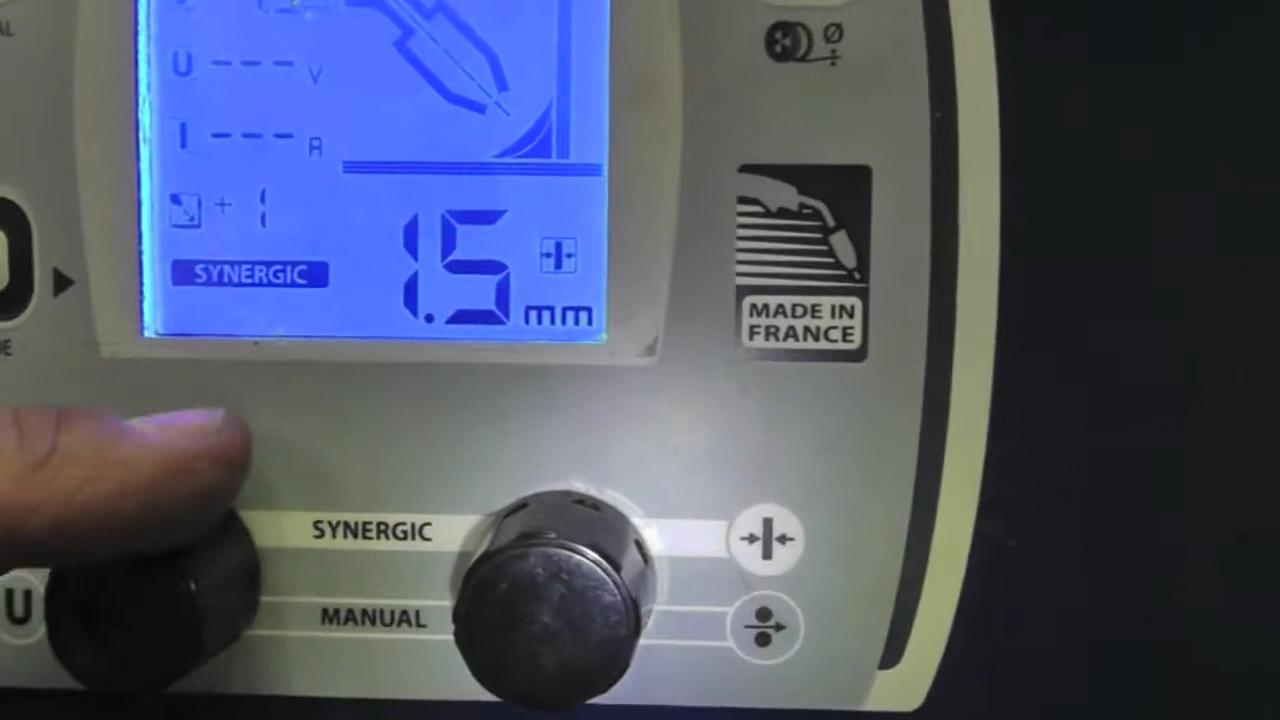 Ø
U --- V
I --- A
+ 1
1.5 mm
SYNERGIC
MADE IN
FRANCE
SYNERGIC
U
MANUAL